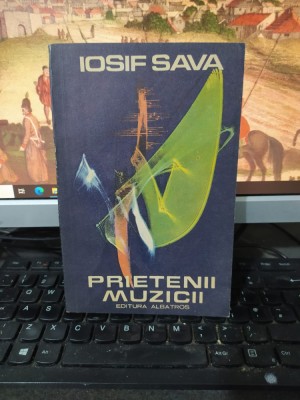 IOSIF SAVA
PRIETENII
MUZICII
EDITURA ALBATROS